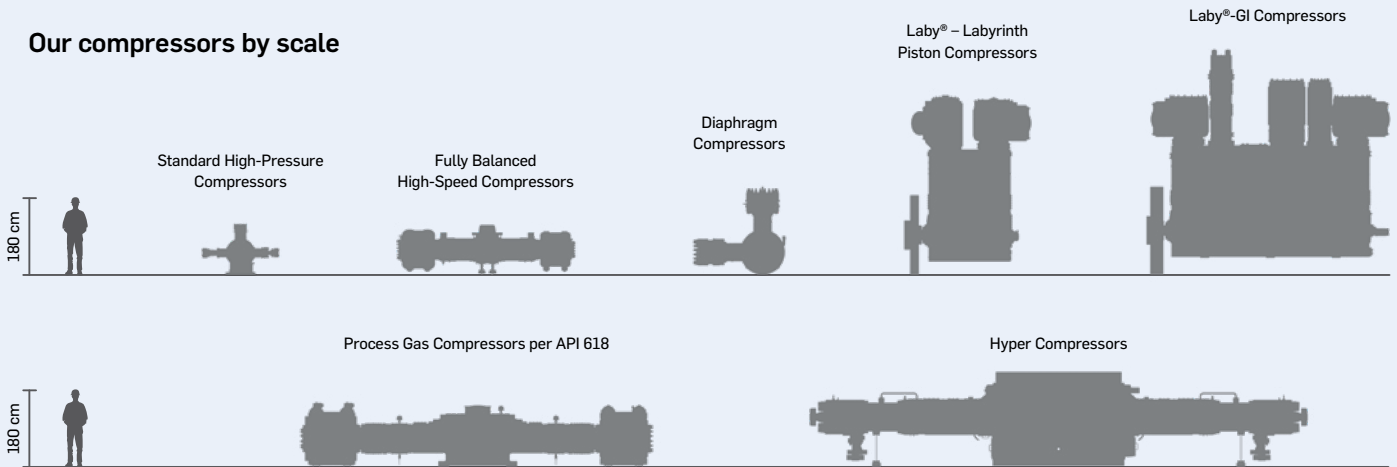 Our compressors by scale
Standard High-Pressure
Compressors
Fully Balanced
High-Speed Compressors
Diaphragm
Compressors
Laby® – Labyrinth
Piston Compressors
Laby®-GI Compressors
180 cm
Process Gas Compressors per API 618
Hyper Compressors
180 cm